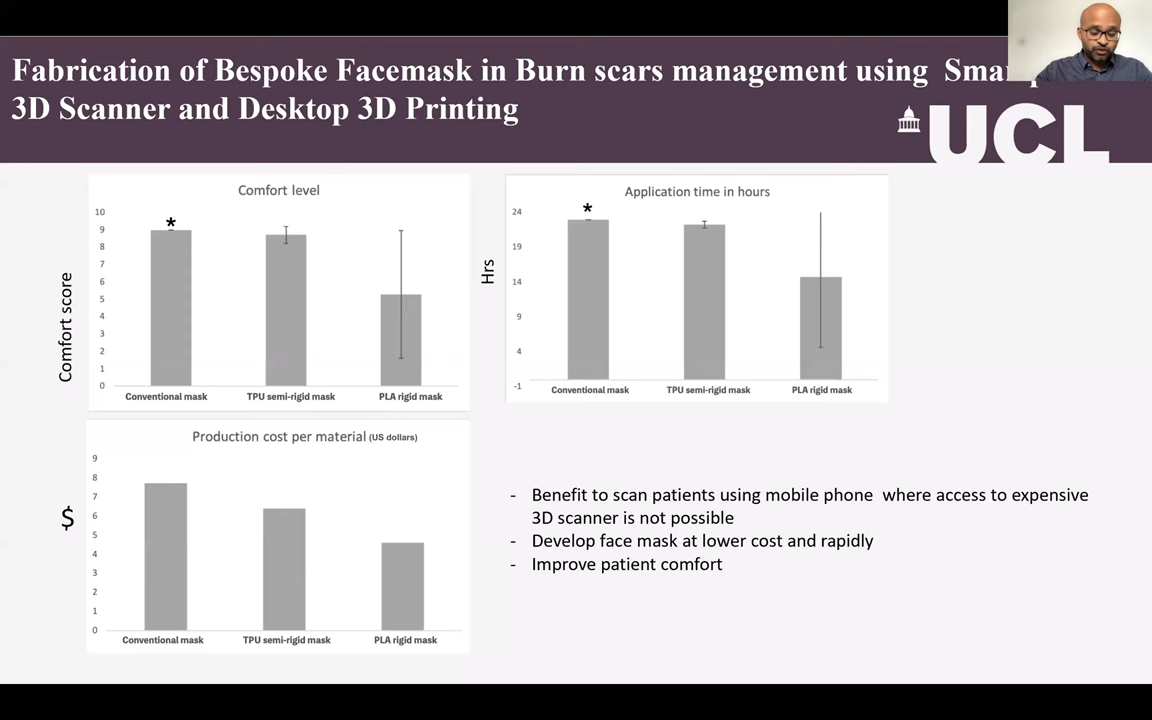 Fabrication of Bespoke Facemask in Burn scars management using
3D Scanner and Desktop 3D Printing
UCL
Comfort level
10
9
8
7
6
5
4
3
2
1
0
*
Comfort score
Conventional mask TPU semi-rigid mask PLA rigid mask
Application time in hours
24
19
14
9
4
-1
*
Hrs
Conventional mask TPU semi-rigid mask PLA rigid mask
Production cost per material (US dollars)
9
8
7
6
5
4
3
2
1
0
$
Conventional mask TPU semi-rigid mask PLA rigid mask
- Benefit to scan patients using mobile phone where access to expensive
3D scanner is not possible
- Develop face mask at lower cost and rapidly
- Improve patient comfort